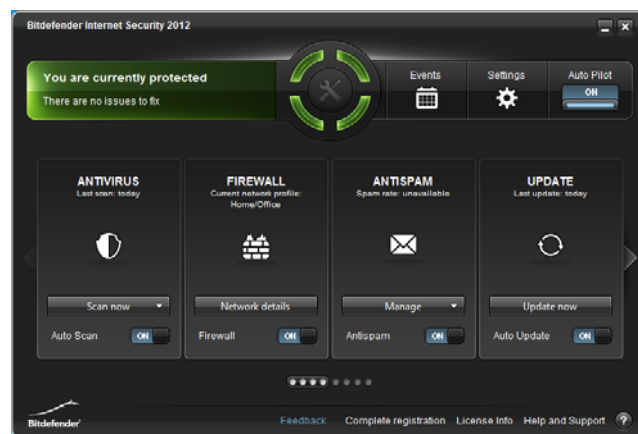 Bitdefender Internet Security 2012
You are currently protected
There are no issues to fix
Events
Settings
Auto Pilot
ON
ANTIVIRUS
Last scan: today
Scan now
Auto Scan
ON
FIREWALL
Current network profile:
Home/Office
Network details
Firewall
ON
ANTISPAM
Spam rate: unavailable
Manage
Antispam
ON
UPDATE
Last update: today
Update now
Auto Update
ON
Bitdefender
Feedback
Complete registration
License Info
Help and Support
?